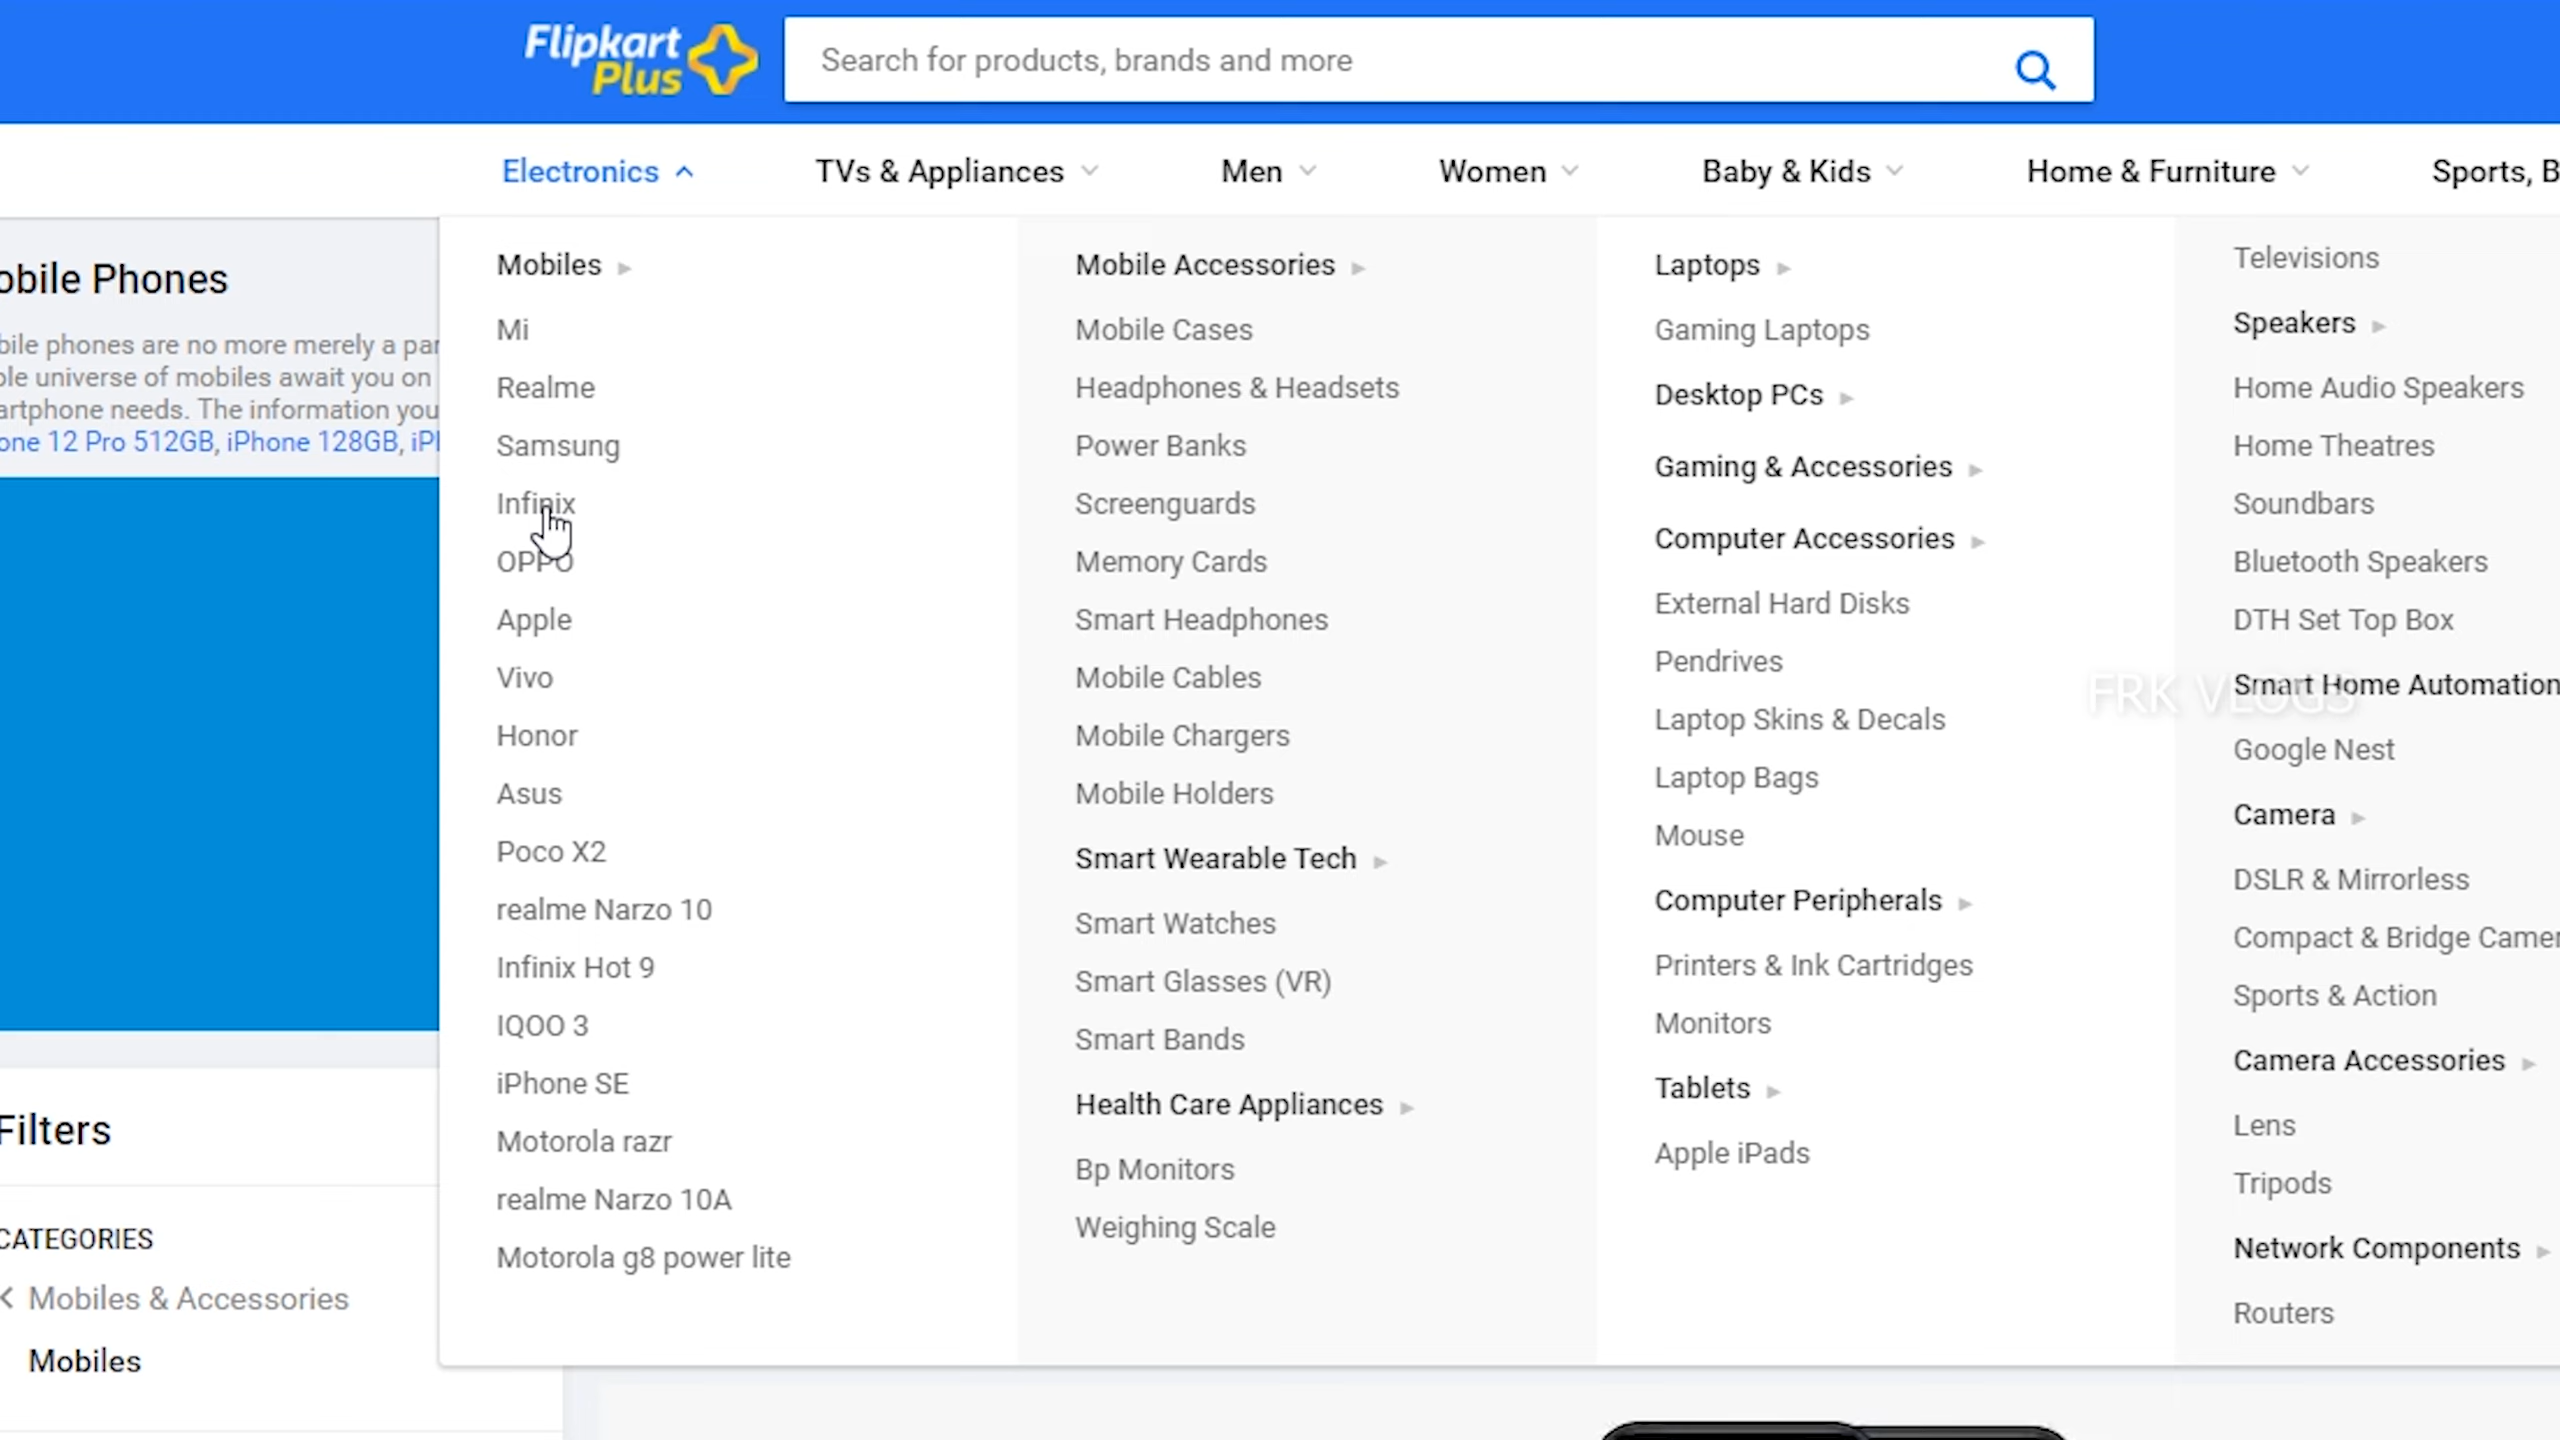 Flipkart
Plus
Search for products, brands and more
Electronics
TVs & Appliances
Men
Women
Baby & Kids
Home & Furniture
Sports, B
obile Phones
bile phones are no more merely a par
ole universe of mobiles await you on
artphone needs. The information you
one 12 Pro 512GB, iPhone 128GB, iPl
Filters
CATEGORIES
Mobiles & Accessories
Mobiles
Mobiles
Mi
Realme
Samsung
Infinix
OPPO
Apple
Vivo
Honor
Asus
Poco X2
realme Narzo 10
Infinix Hot 9
IQOO 3
iPhone SE
Motorola razr
realme Narzo 10A
Motorola g8 power lite
Mobile Accessories
Mobile Cases
Headphones & Headsets
Power Banks
Screenguards
Memory Cards
Smart Headphones
Mobile Cables
Mobile Chargers
Mobile Holders
Smart Wearable Tech
Smart Watches
Smart Glasses (VR)
Smart Bands
Health Care Appliances
Bp Monitors
Weighing Scale
Laptops
Gaming Laptops
Desktop PCs
Gaming & Accessories
Computer Accessories
External Hard Disks
Pendrives
Laptop Skins & Decals
Laptop Bags
Mouse
Computer Peripherals
Printers & Ink Cartridges
Monitors
Tablets
Apple iPads
Televisions
Speakers
Home Audio Speakers
Home Theatres
Soundbars
Bluetooth Speakers
DTH Set Top Box
Smart Home Automation
Google Nest
Camera
DSLR & Mirrorless
Compact & Bridge Camer
Sports & Action
Camera Accessories
Lens
Tripods
Network Components
Routers
FRK VLOGS